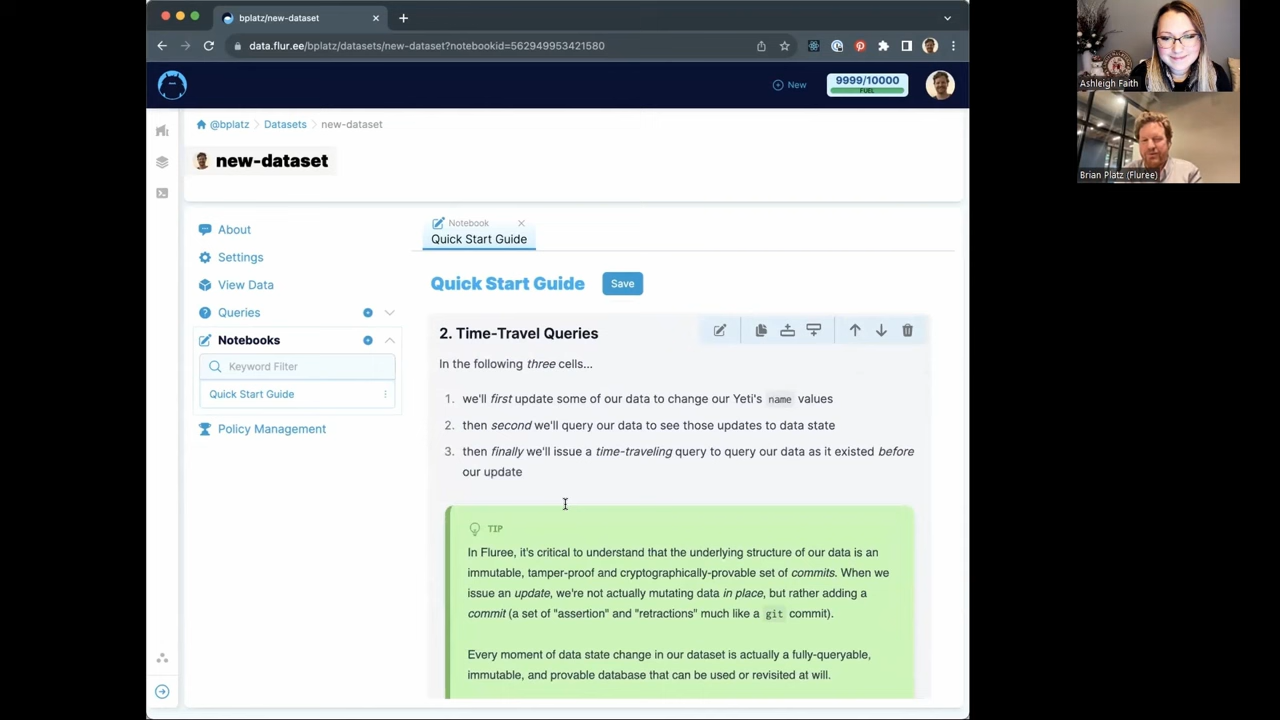 bplatz/new-dataset
data.flur.ee/bplatz/datasets/new-dataset?notebookid=562949953421580
New
9999/10000
FUEL
@bplatz > Datasets > new-dataset
new-dataset
About
Settings
View Data
Queries
Notebooks
Keyword Filter
Quick Start Guide
Policy Management
Notebook
Quick Start Guide
Quick Start Guide
Save
2. Time-Travel Queries
In the following three cells...
1. we'll first update some of our data to change our Yeti's name values
2. then second we'll query our data to see those updates to data state
3. then finally we'll issue a time-traveling query to query our data as it existed before
our update
TIP
In Fluree, it's critical to understand that the underlying structure of our data is an
immutable, tamper-proof and cryptographically-provable set of commits. When we
issue an update, we're not actually mutating data in place, but rather adding a
commit (a set of "assertion" and "retractions" much like a git commit).
Every moment of data state change in our dataset is actually a fully-queryable,
immutable, and provable database that can be used or revisited at will.
Ashleigh Faith
Brian Platz (Fluree)